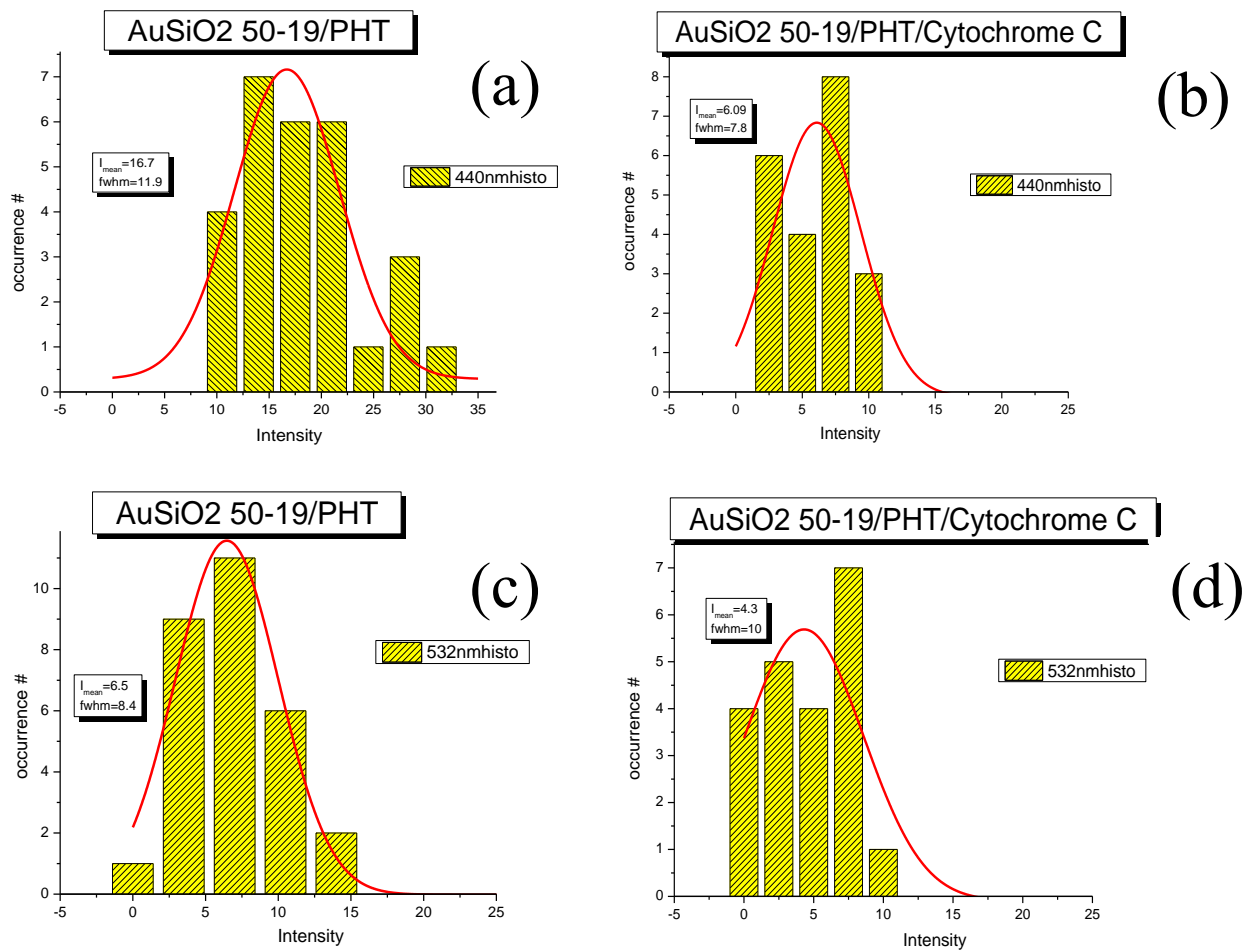 AuSiO2 50-19/PHT
(a)
7
6
5
4
3
2
1
0
occurrence #
I_mean=16.7
fwhm=11.9
440nmhisto
-5 0 5 10 15 20 25 30 35
Intensity
AuSiO2 50-19/PHT/Cytochrome C
(b)
8
7
6
5
4
3
2
1
0
occurrence #
I_mean=6.09
fwhm=7.8
440nmhisto
-5 0 5 10 15 20 25
Intensity
AuSiO2 50-19/PHT
(c)
10
8
6
4
2
0
occurrence #
I_mean=6.5
fwhm=8.4
532nmhisto
-5 0 5 10 15 20 25
Intensity
AuSiO2 50-19/PHT/Cytochrome C
(d)
7
6
5
4
3
2
1
0
occurrence #
I_mean=4.3
fwhm=10
532nmhisto
-5 0 5 10 15 20 25
Intensity